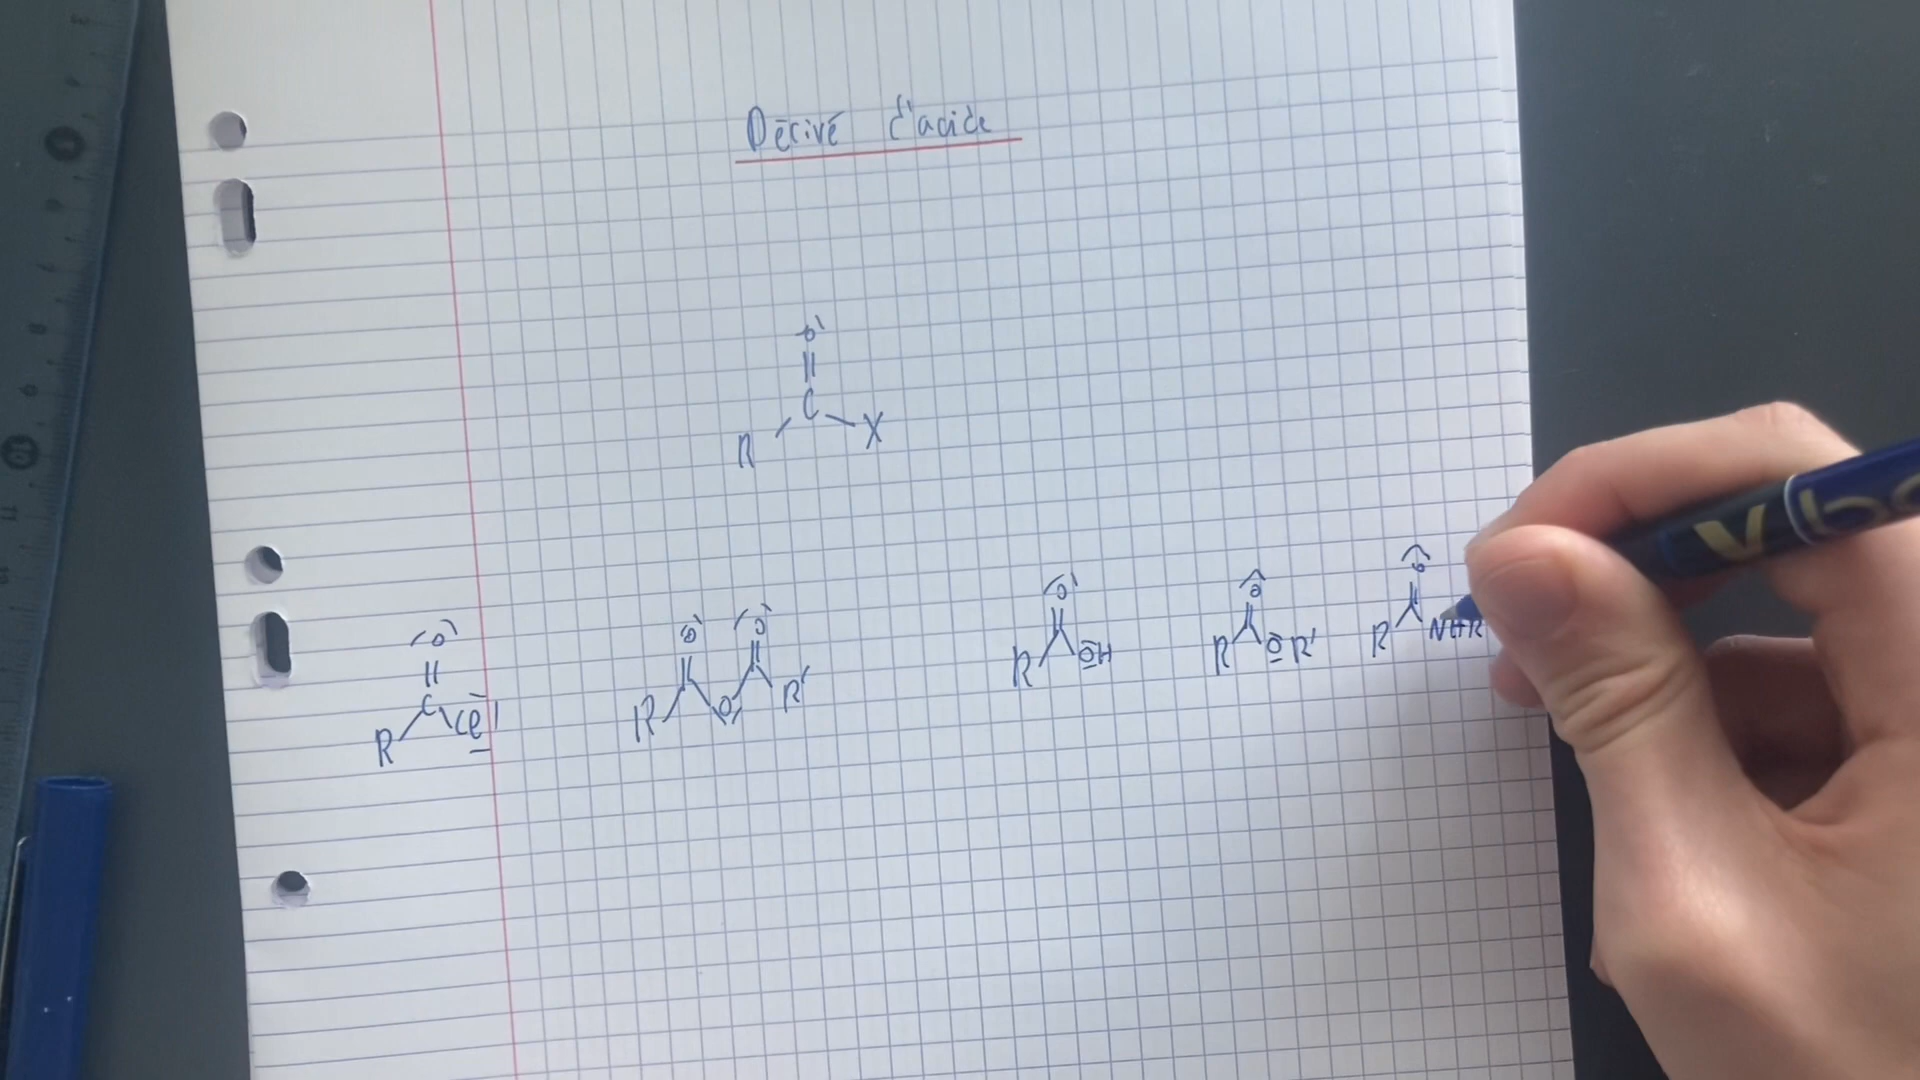 Dérivé d'acide
O
C
R X
O O O O O
R O R' R OH R OR' R NHR
C
R Cl